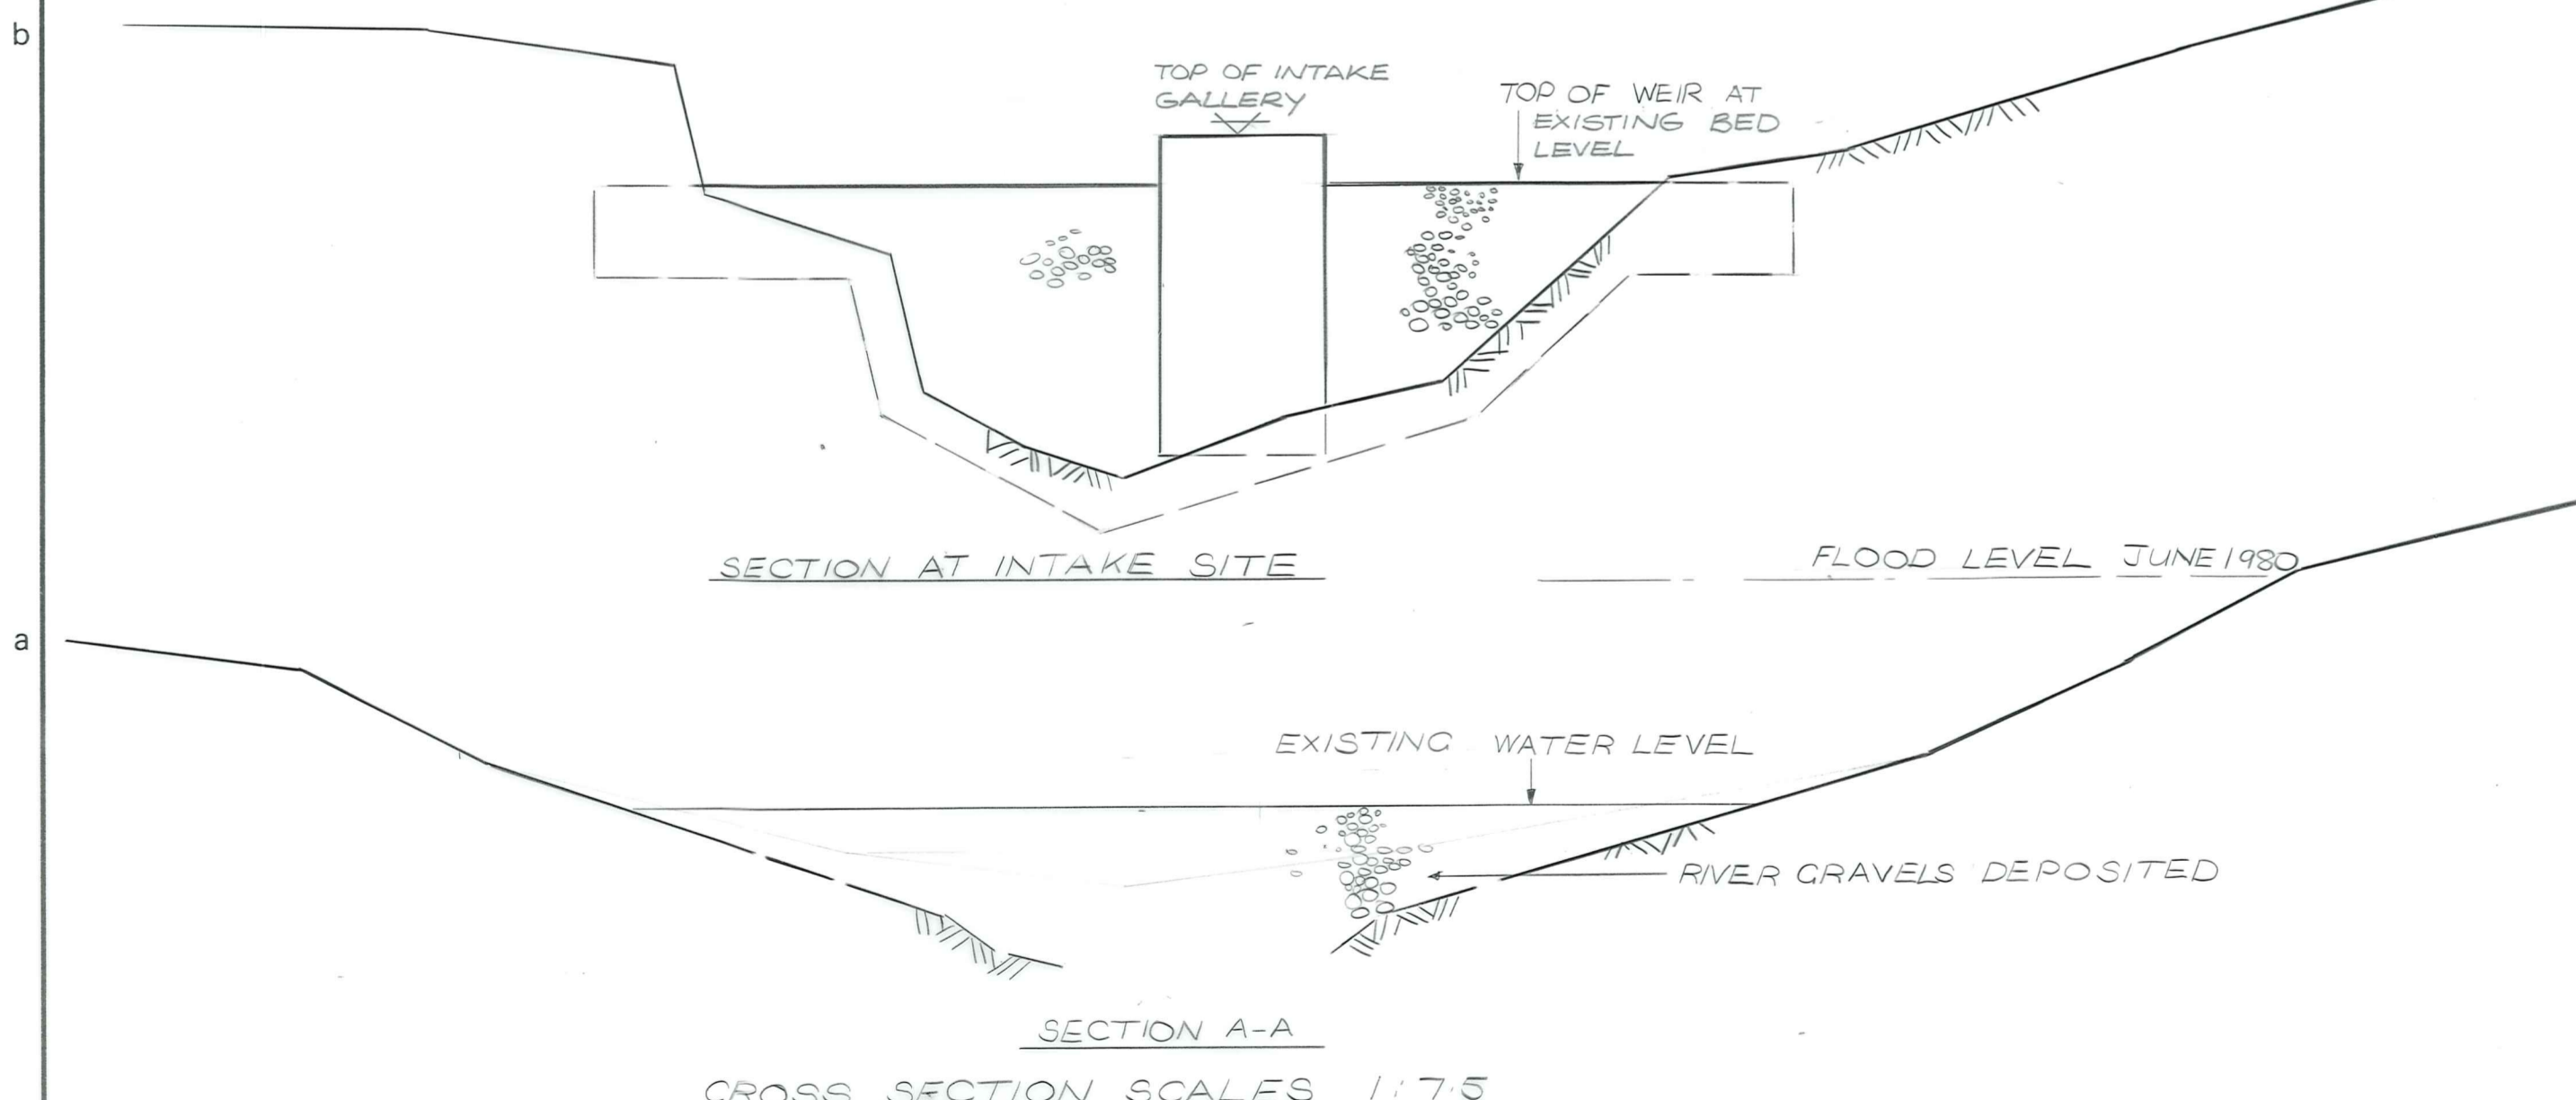 b
TOP OF INTAKE
GALLERY
TOP OF WEIR AT
EXISTING BED
LEVEL
SECTION AT INTAKE SITE
FLOOD LEVEL JUNE 1980
a
EXISTING WATER LEVEL
RIVER GRAVELS DEPOSITED
SECTION A-A
CROSS SECTION SCALES 1:75